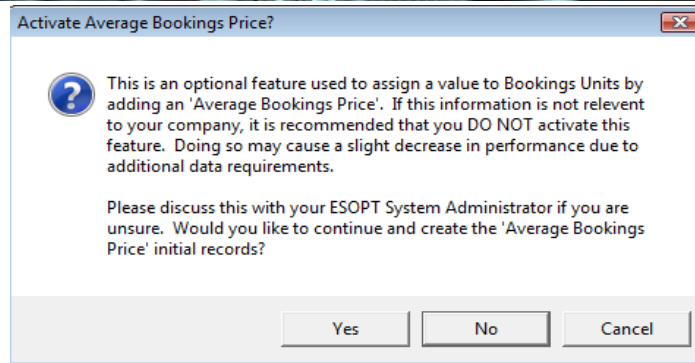 Activate Average Bookings Price?
This is an optional feature used to assign a value to Bookings Units by
adding an 'Average Bookings Price'.  If this information is not relevent
to your company, it is recommended that you DO NOT activate this
feature.  Doing so may cause a slight decrease in performance due to
additional data requirements.
Please discuss this with your ESOPT System Administrator if you are
unsure.  Would you like to continue and create the 'Average Bookings
Price' initial records?
Yes No Cancel